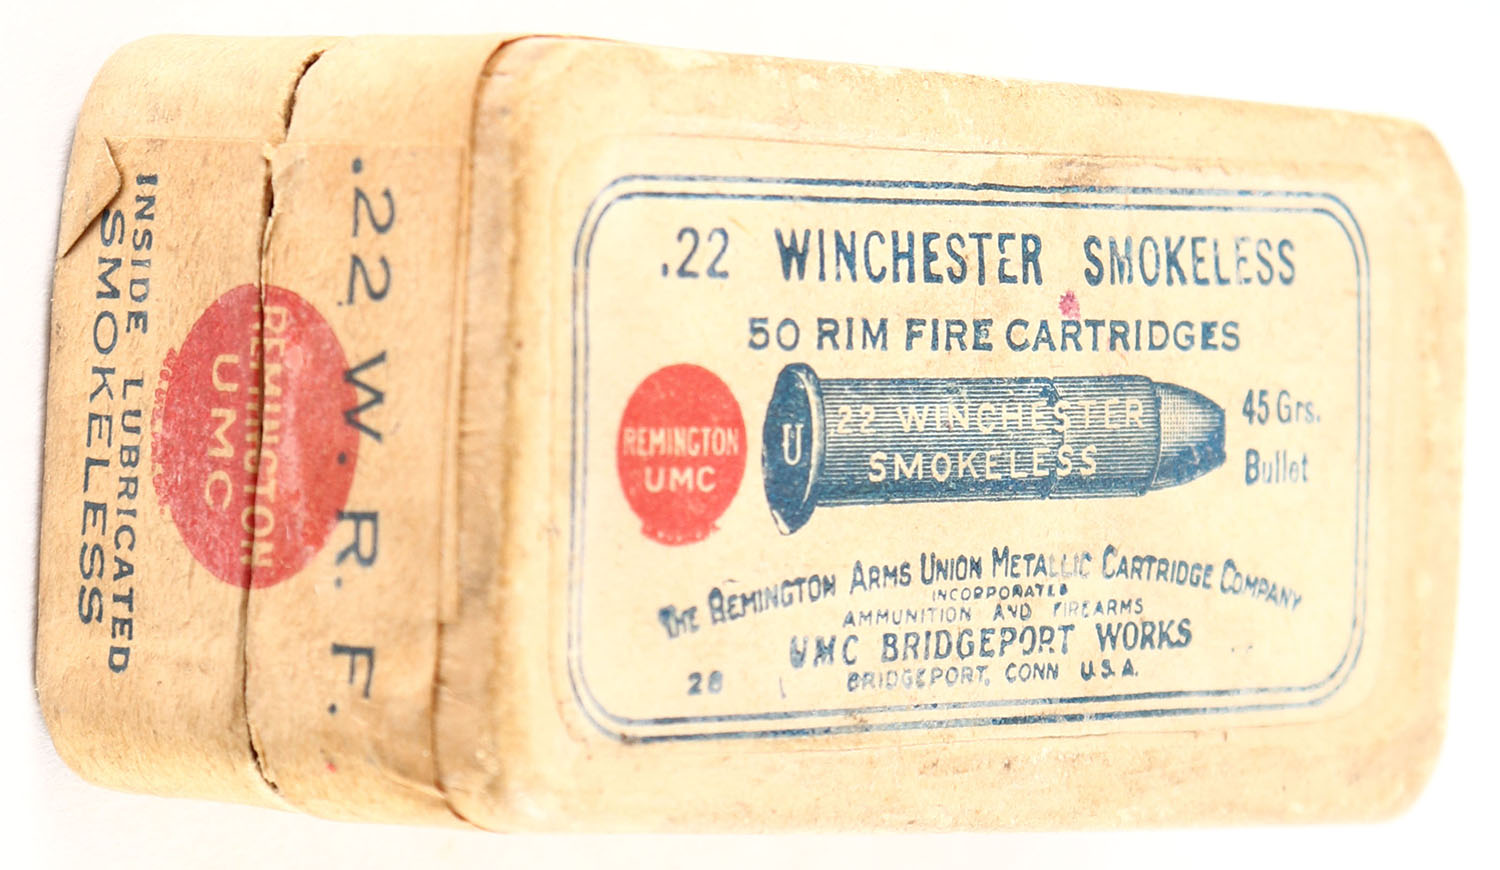 .22 WINCHESTER SMOKELESS
50 RIM FIRE CARTRIDGES
REMINGTON
UMC
U
22 WINCHESTER
SMOKELESS
45 Grs.
Bullet
THE REMINGTON ARMS UNION METALLIC CARTRIDGE COMPANY
INCORPORATED
AMMUNITION AND FIREARMS
UMC BRIDGEPORT WORKS
BRIDGEPORT, CONN U.S.A.
28
.22 W.R.F.
REMINGTON
UMC
INSIDE LUBRICATED
SMOKELESS